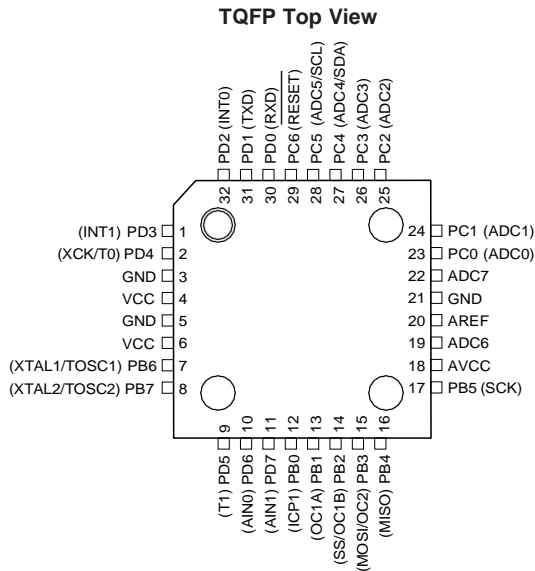 TQFP Top View
PD2 (INT0)
PD1 (TXD)
PD0 (RXD)
PC6 (RESET)
PC5 (ADC5/SCL)
PC4 (ADC4/SDA)
PC3 (ADC3)
PC2 (ADC2)
32
31
30
29
28
27
26
25
(INT1) PD3 1
(XCK/T0) PD4 2
GND 3
VCC 4
GND 5
VCC 6
(XTAL1/TOSC1) PB6 7
(XTAL2/TOSC2) PB7 8
24 PC1 (ADC1)
23 PC0 (ADC0)
22 ADC7
21 GND
20 AREF
19 ADC6
18 AVCC
17 PB5 (SCK)
9
10
11
12
13
14
15
16
(T1) PD5
(AIN0) PD6
(AIN1) PD7
(ICP1) PB0
(OC1A) PB1
(SS/OC1B) PB2
(MOSI/OC2) PB3
(MISO) PB4